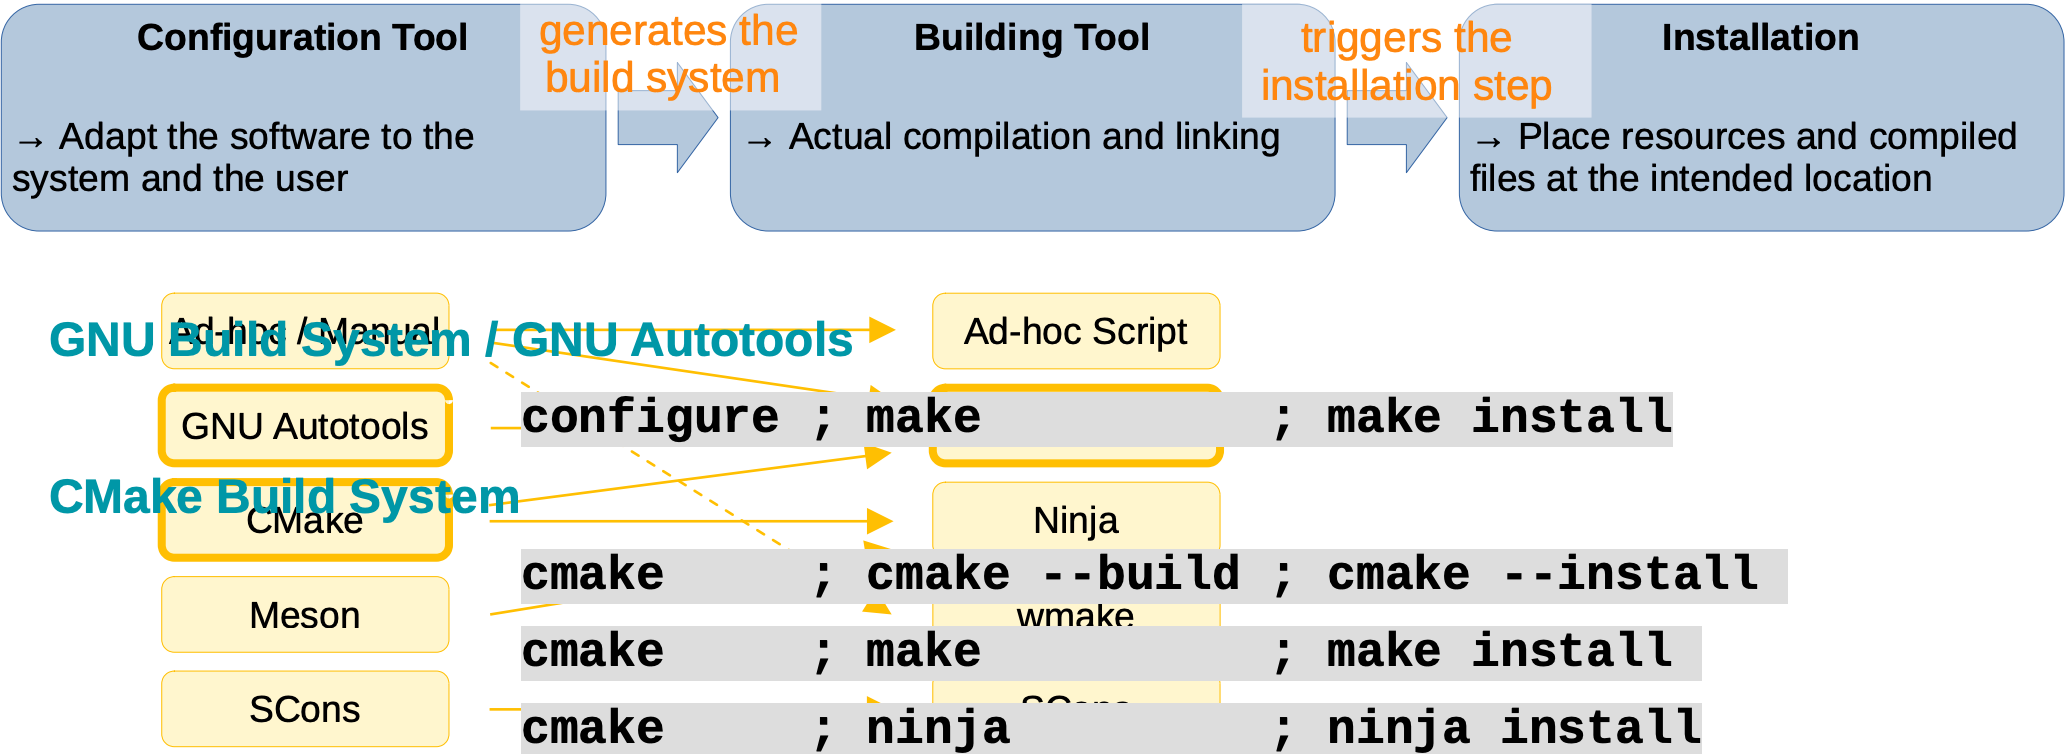 Configuration Tool
→ Adapt the software to the
system and the user
generates the
build system
Building Tool
→ Actual compilation and linking
triggers the
installation step
Installation
→ Place resources and compiled
files at the intended location
Ad-hoc / Manual
GNU Build System / GNU Autotools
Ad-hoc Script
GNU Autotools
configure ; make ; make install
CMake Build System
CMake
Ninja
cmake ; cmake --build ; cmake --install
Meson
wmake
cmake ; make ; make install
SCons
SCons
cmake ; ninja ; ninja install